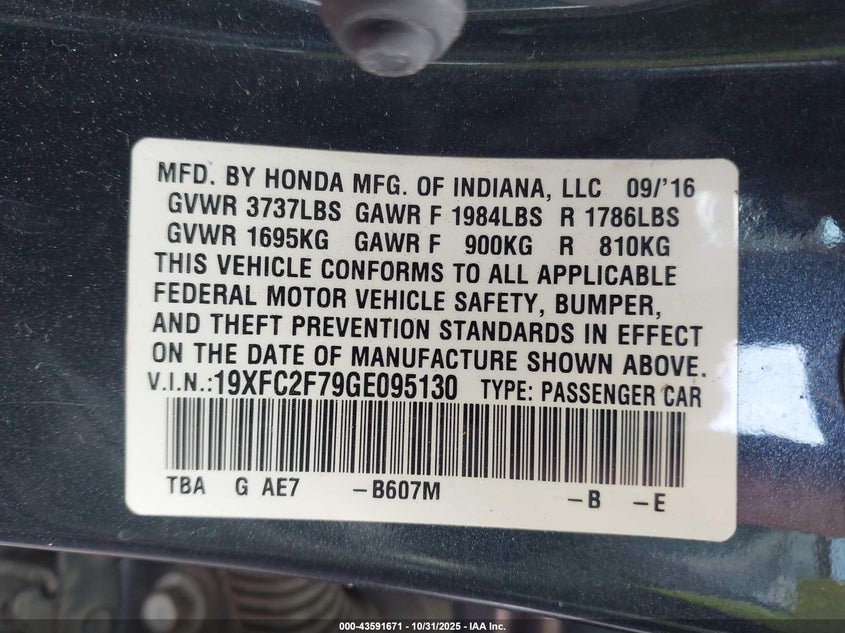 MFD. BY HONDA MFG. OF INDIANA, LLC 09/'16
GVWR 3737LBS GAWR F 1984LBS R 1786LBS
GVWR 1695KG GAWR F 900KG R 810KG
THIS VEHICLE CONFORMS TO ALL APPLICABLE
FEDERAL MOTOR VEHICLE SAFETY, BUMPER,
AND THEFT PREVENTION STANDARDS IN EFFECT
ON THE DATE OF MANUFACTURE SHOWN ABOVE.
V.I.N.:19XFC2F79GE095130 TYPE: PASSENGER CAR
TBA G AE7 -B607M -B -E
000-43591671 - 10/31/2025 - IAA Inc.